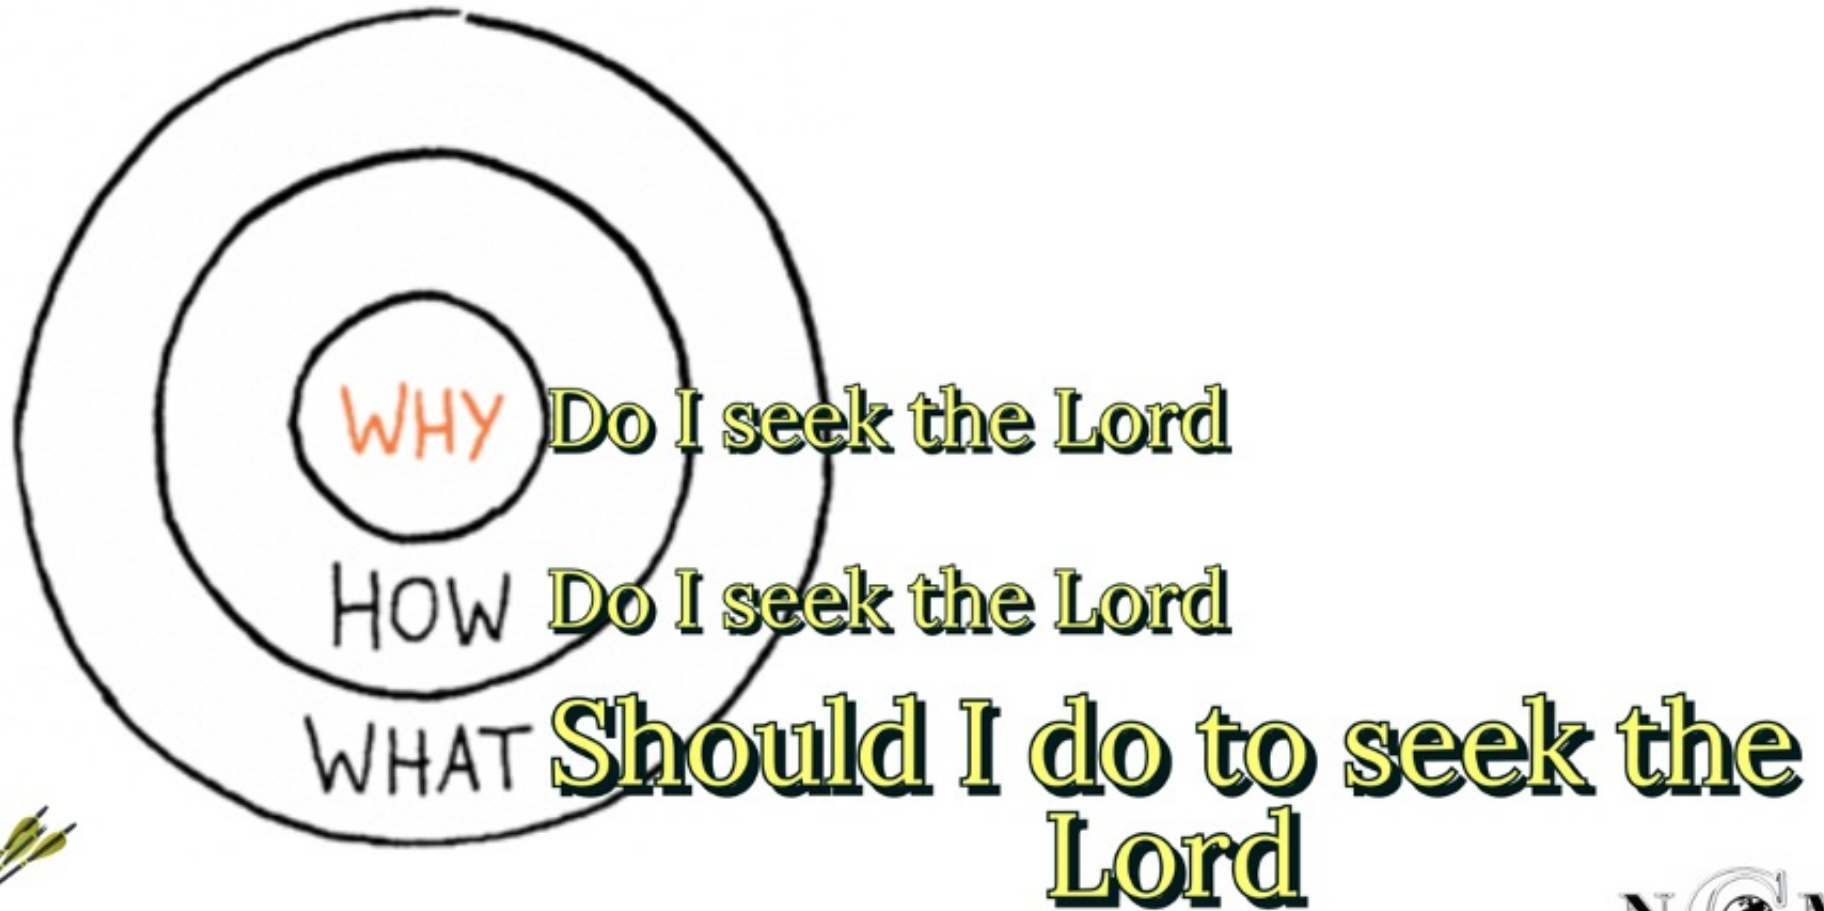 WHY Do I seek the Lord
HOW Do I seek the Lord
WHAT Should I do to seek the
Lord